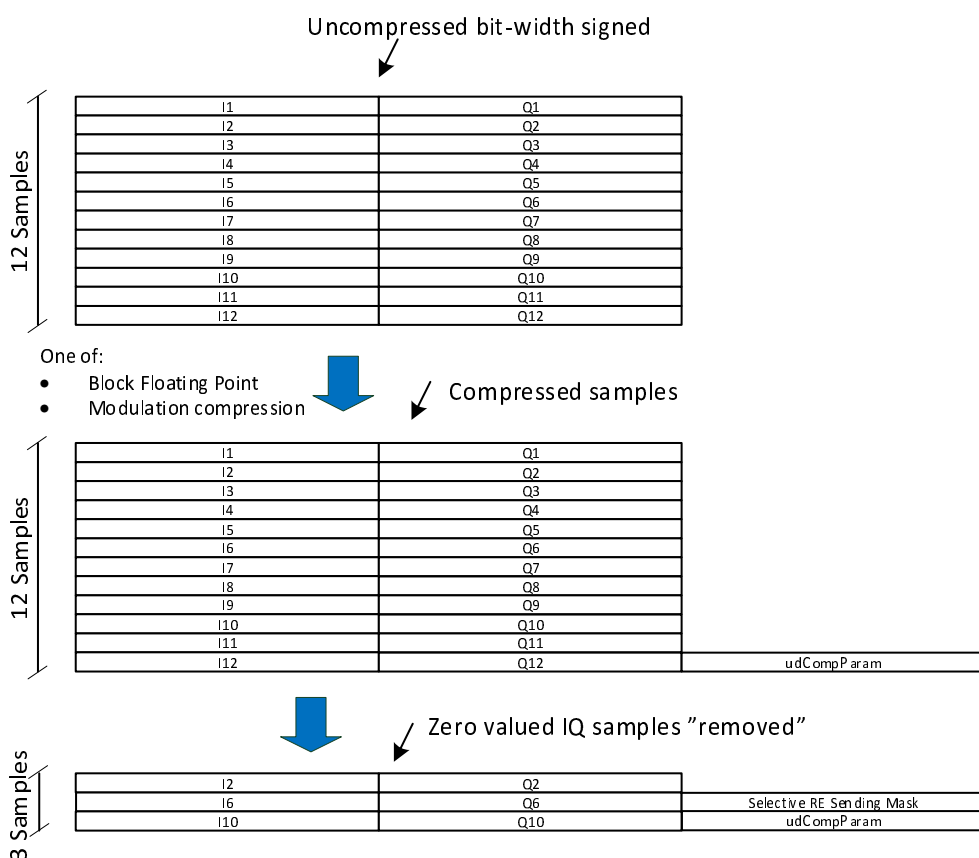 Uncompressed bit-width signed
12 Samples
I1 Q1
I2 Q2
I3 Q3
I4 Q4
I5 Q5
I6 Q6
I7 Q7
I8 Q8
I9 Q9
I10 Q10
I11 Q11
I12 Q12
One of:
• Block Floating Point
• Modulation compression
Compressed samples
12 Samples
I1 Q1
I2 Q2
I3 Q3
I4 Q4
I5 Q5
I6 Q6
I7 Q7
I8 Q8
I9 Q9
I10 Q10
I11 Q11
I12 Q12 udCompParam
Zero valued IQ samples ”removed”
3 Samples
I2 Q2
I6 Q6 Selective RE Sending Mask
I10 Q10 udCompParam